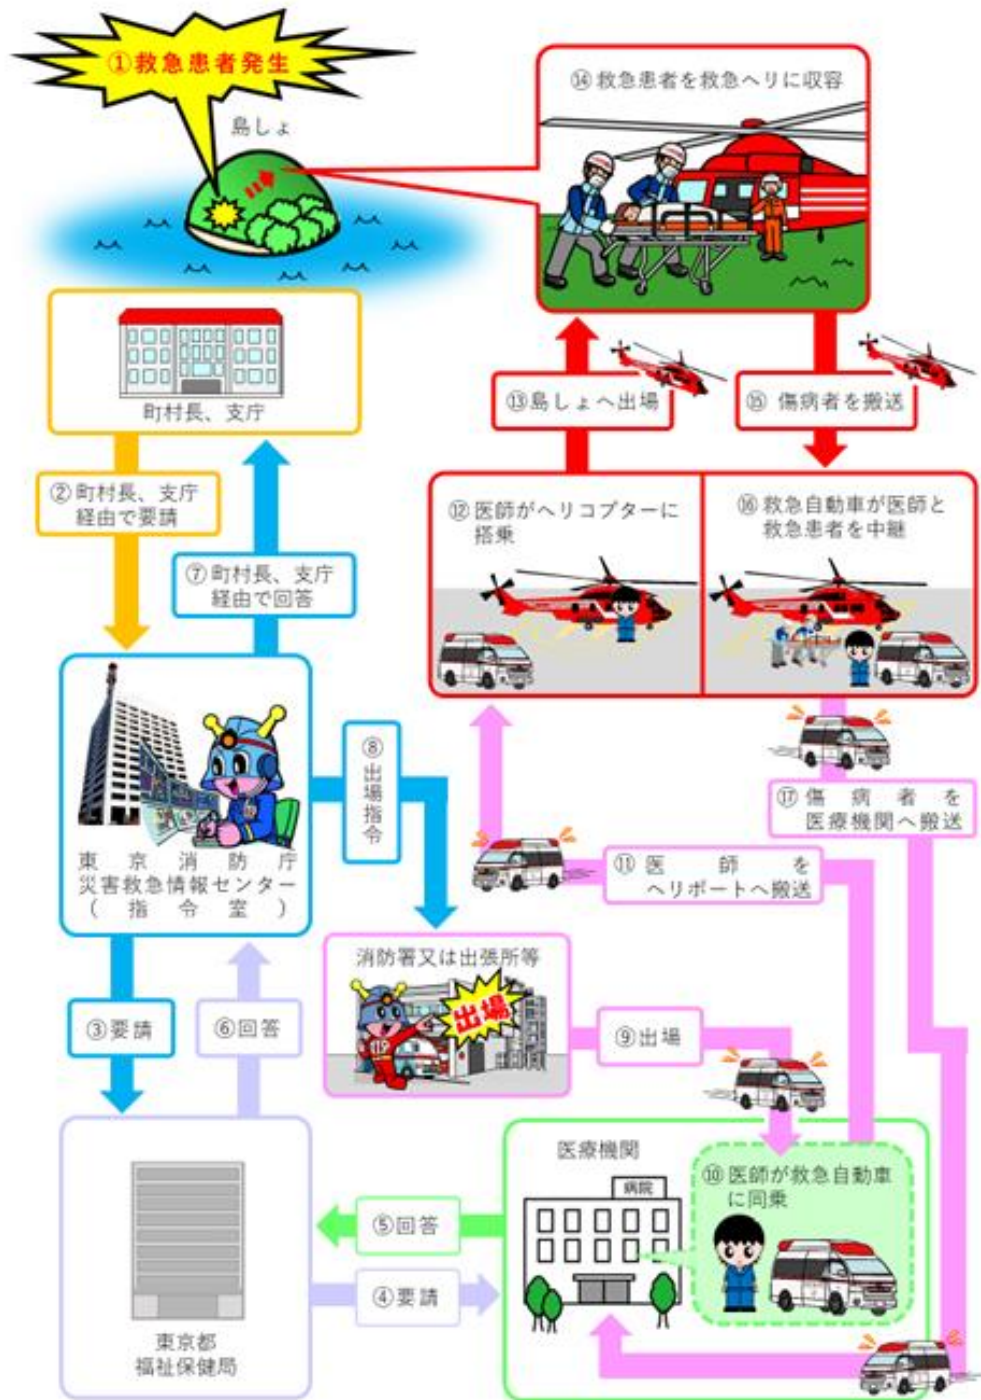 ①救急患者発生
島しょ
⑭救急患者を救急ヘリに収容
町村長、支庁
②町村長、支庁
経由で要請
⑦町村長、支庁
経由で回答
⑬島しょへ出場
⑮ 傷病者を搬送
⑫医師がヘリコプターに
搭乗
⑯救急自動車が医師と
救急患者を中継
東京消防庁
災害救急情報センター
(指令室)
⑧出場指令
⑰傷病者を
医療機関へ搬送
⑪医師を
ヘリポートへ搬送
消防署又は出張所等
出場
119
③要請
⑥回答
⑨出場
医療機関
病院
⑩医師が救急自動車
に同乗
⑤回答
④要請
東京都
福祉保健局